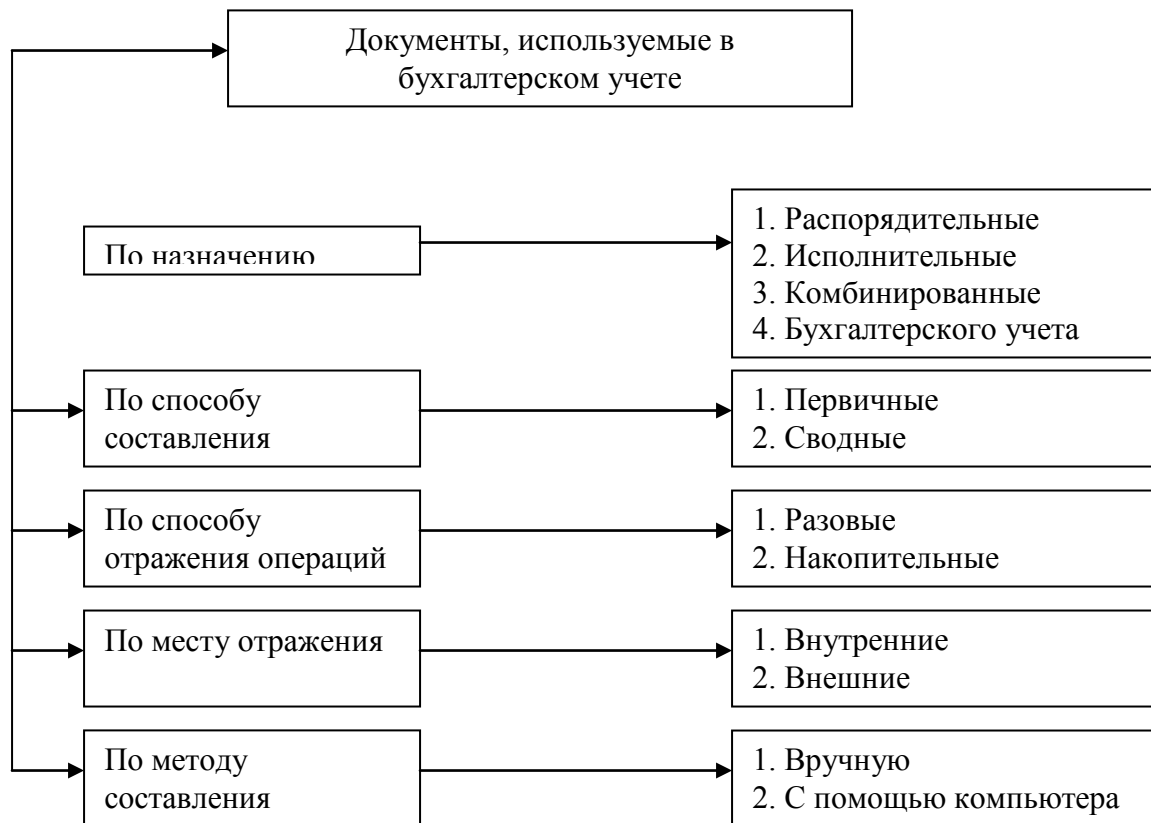 Документы, используемые в
бухгалтерском учете
По назначению
1. Распорядительные
2. Исполнительные
3. Комбинированные
4. Бухгалтерского учета
По способу
составления
1. Первичные
2. Сводные
По способу
отражения операций
1. Разовые
2. Накопительные
По месту отражения
1. Внутренние
2. Внешние
По методу
составления
1. Вручную
2. С помощью компьютера